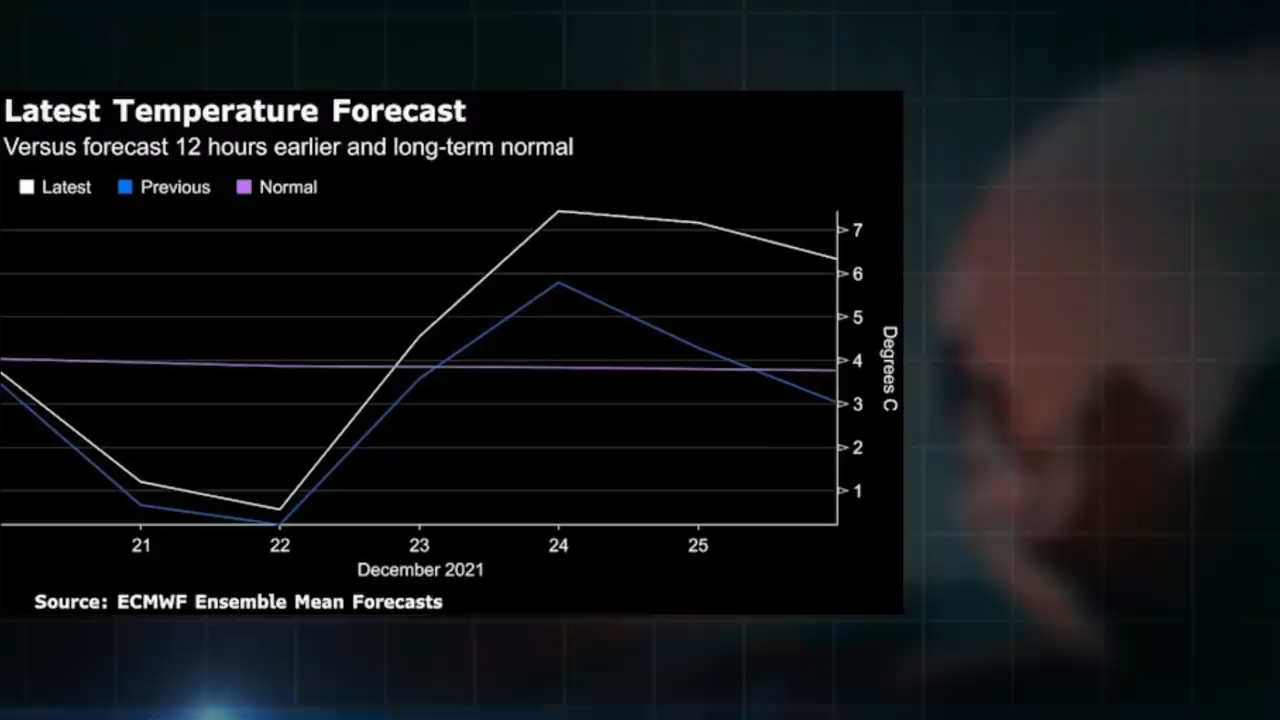 Latest Temperature Forecast
Versus forecast 12 hours earlier and long-term normal
Latest Previous Normal
7
6
5
4
3
2
1
Degrees C
21 22 23 24 25
December 2021
Source: ECMWF Ensemble Mean Forecasts